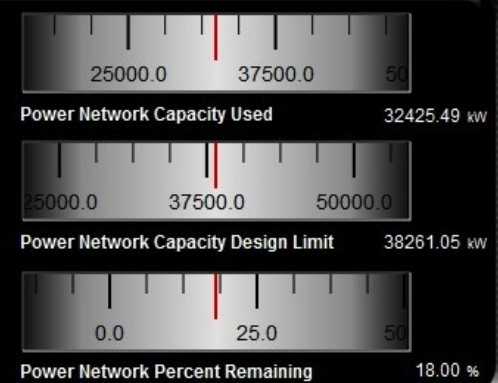 25000.0 37500.0 50
Power Network Capacity Used 32425.49 kW
25000.0 37500.0 50000.0
Power Network Capacity Design Limit 38261.05 kW
0.0 25.0 50
Power Network Percent Remaining 18.00 %